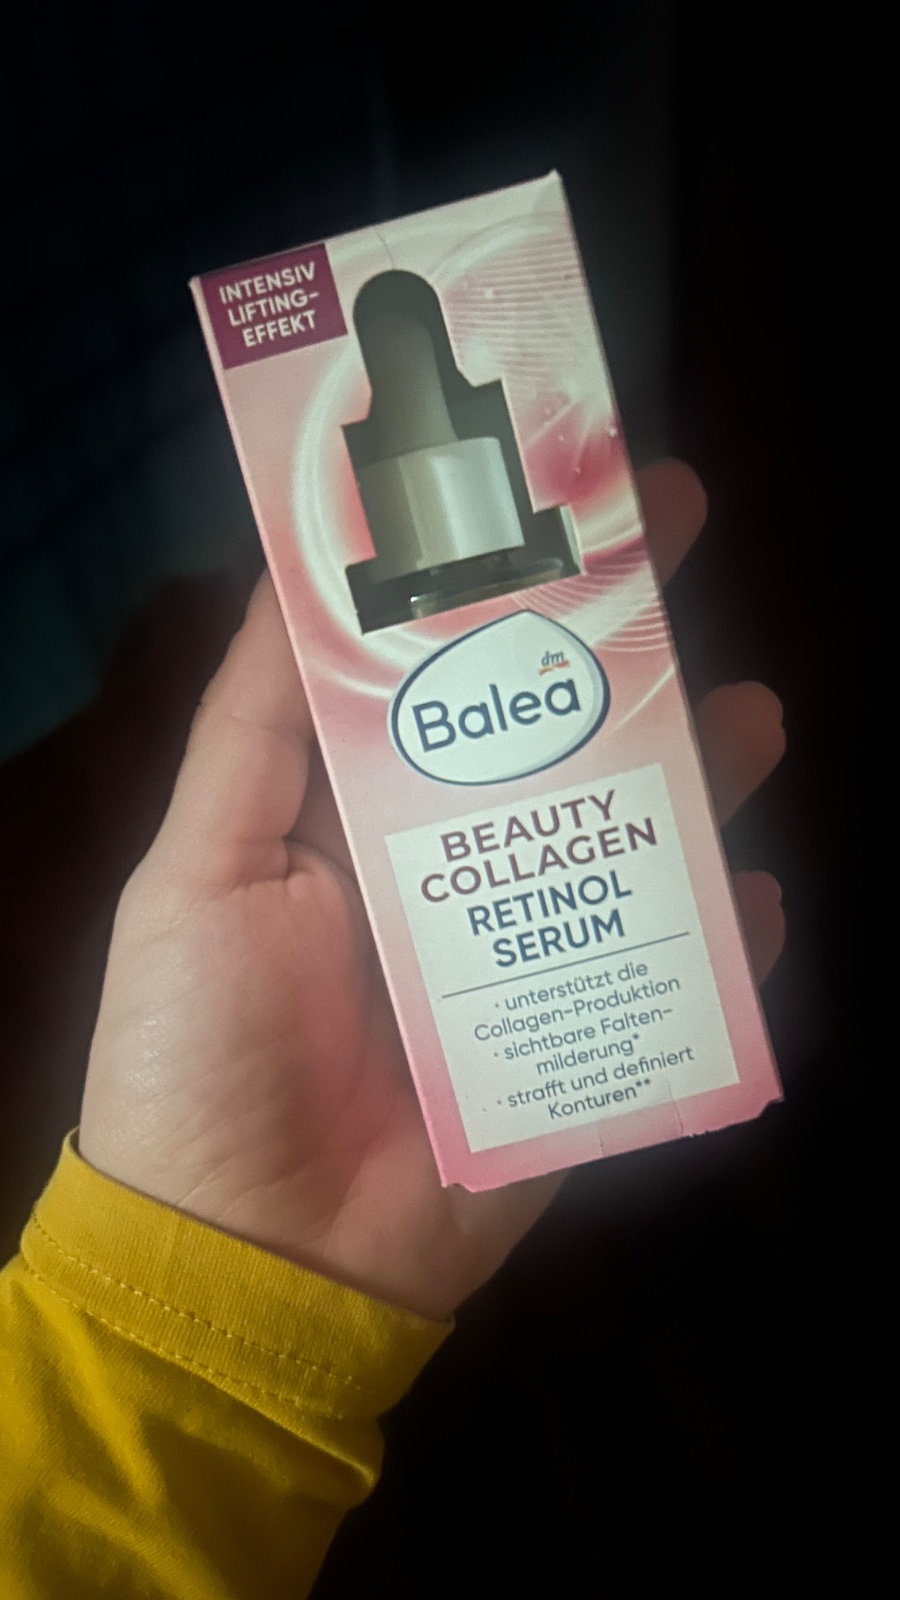 INTENSIV
LIFTING-
EFFEKT
dm
Balea
BEAUTY
COLLAGEN
RETINOL
SERUM
· unterstützt die
Collagen-Produktion
· sichtbare Falten-
milderung*
· strafft und definiert
Konturen**